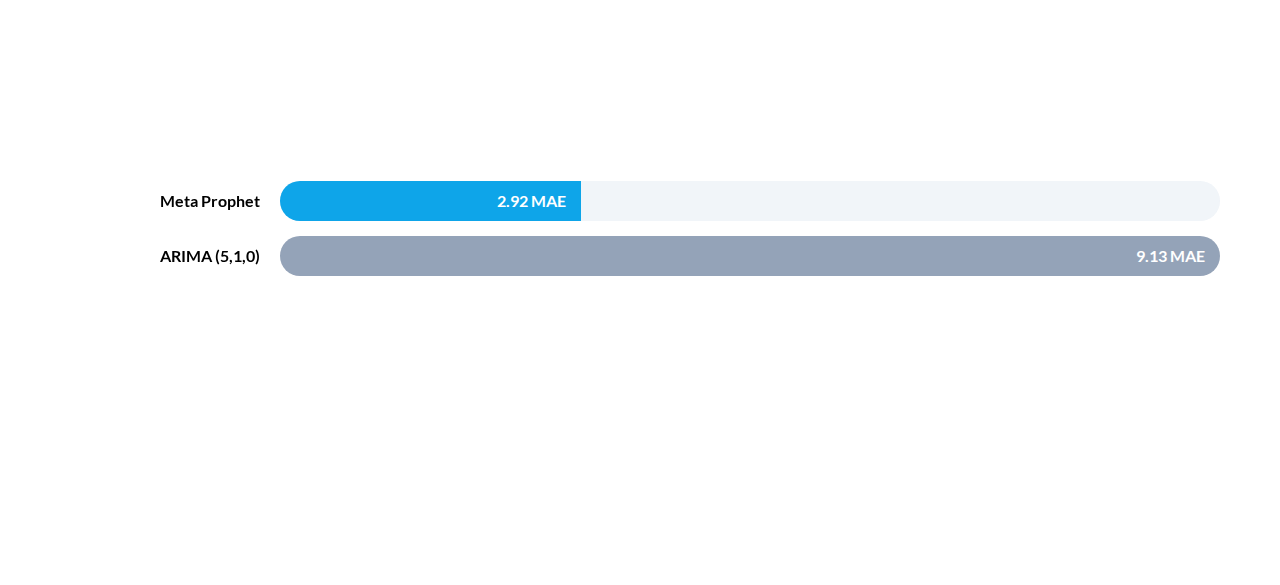 Meta Prophet 2.92 MAE
ARIMA (5,1,0) 9.13 MAE